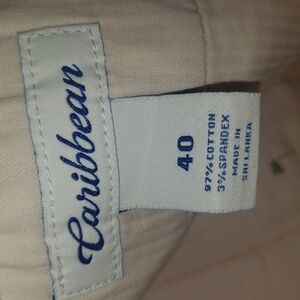 Caribbean
40
97% COTTON
3% SPANDEX
MADE IN
SRI LANKA